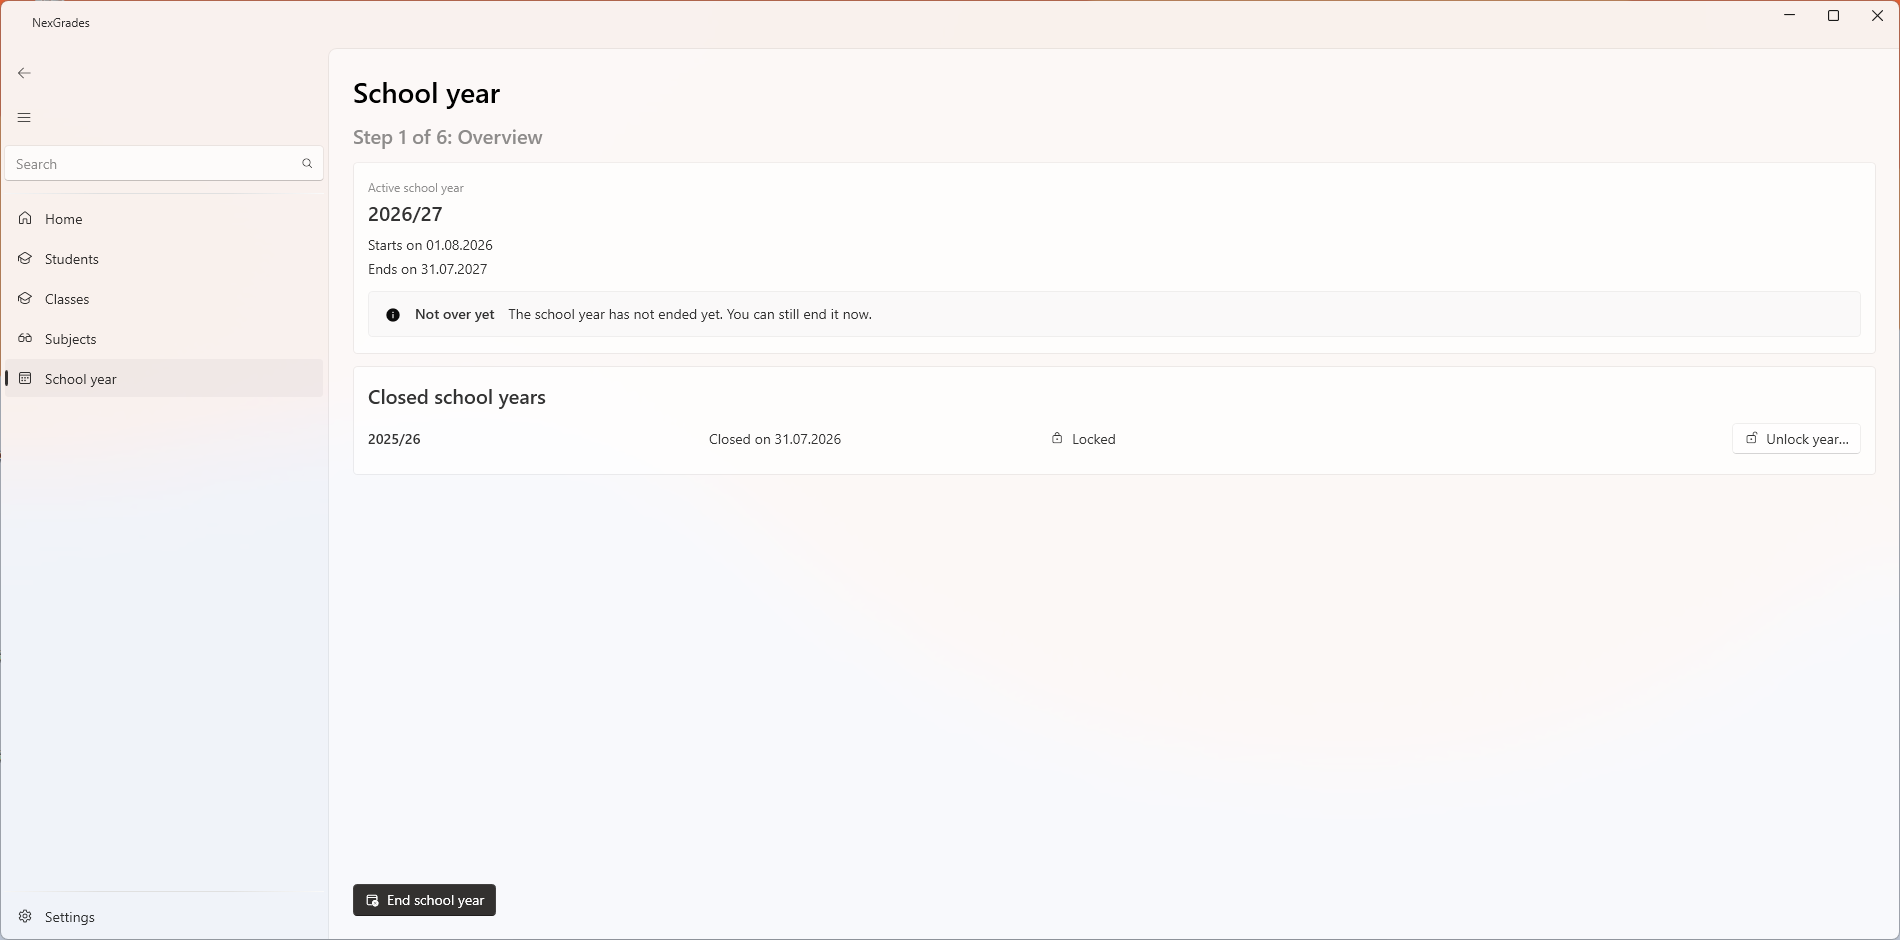 NexGrades
Search
Home
Students
Classes
Subjects
School year
Settings
School year
Step 1 of 6: Overview
Active school year
2026/27
Starts on 01.08.2026
Ends on 31.07.2027
Not over yet The school year has not ended yet. You can still end it now.
Closed school years
2025/26 Closed on 31.07.2026 Locked Unlock year...
End school year